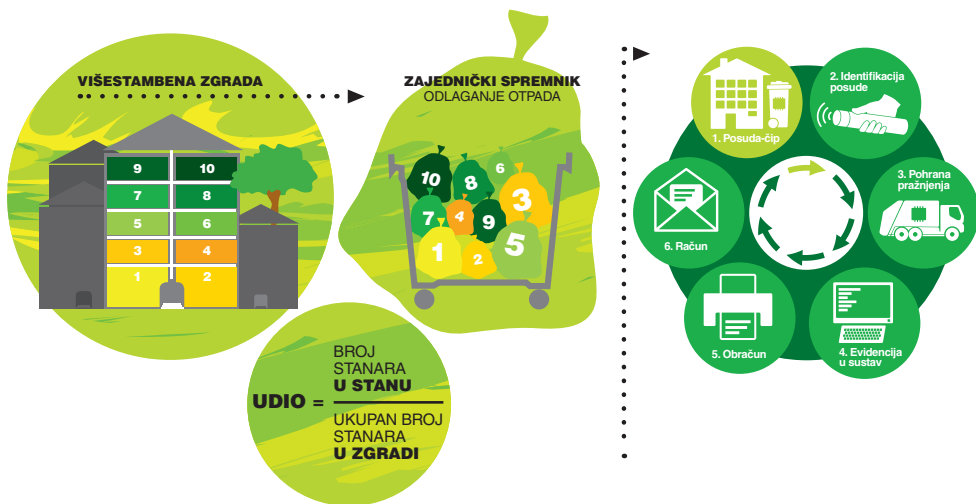 VIŠESTAMBENA ZGRADA
9 10
7 8
5 6
3 4
1 2
ZAJEDNIČKI SPREMNIK
ODLAGANJE OTPADA
10 8 6 3
7 4 9
1 2 5
UDIO =
BROJ
STANARA
U STANU
UKUPAN BROJ
STANARA
U ZGRADI
1. Posuda-čip
2. Identifikacija
posude
3. Pohrana
pražnjenja
4. Evidencija
u sustav
5. Obračun
6. Račun